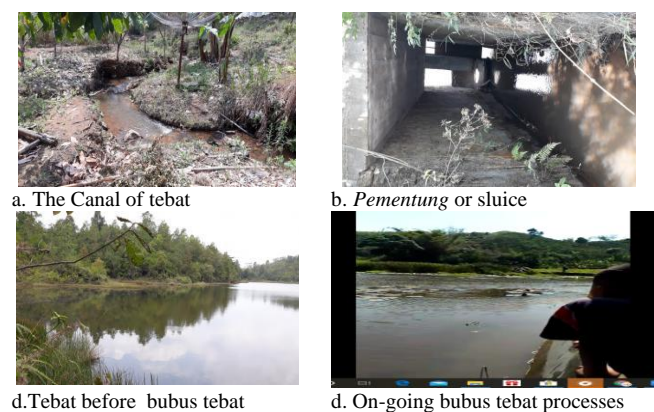 a. The Canal of tebat
b. Pementung or sluice
d.Tebat before bubus tebat
d. On-going bubus tebat processes